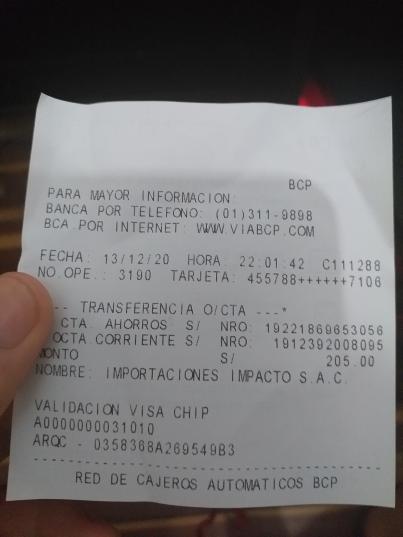 BCP
PARA MAYOR INFORMACION:
BANCA POR TELEFONO: (01)311-9898
BCA.POR INTERNET: WWW.VIABCP.COM
FECHA: 13/12/20 HORA: 22:01:42 C111288
NO.OPE.: 3190 TARJETA: 455788++++++7106
-- TRANSFERENCIA O/CTA ---*
CTA. AHORROS S/ NRO: 19221869653056
CTA.CORRIENTE S/ NRO: 1912392008095
MONTO S/ 205.00
NOMBRE: IMPORTACIONES IMPACTO S.A.C.
VALIDACION VISA CHIP
A0000000031010
ARQC - 0358368A269549B3
RED DE CAJEROS AUTOMATICOS BCP